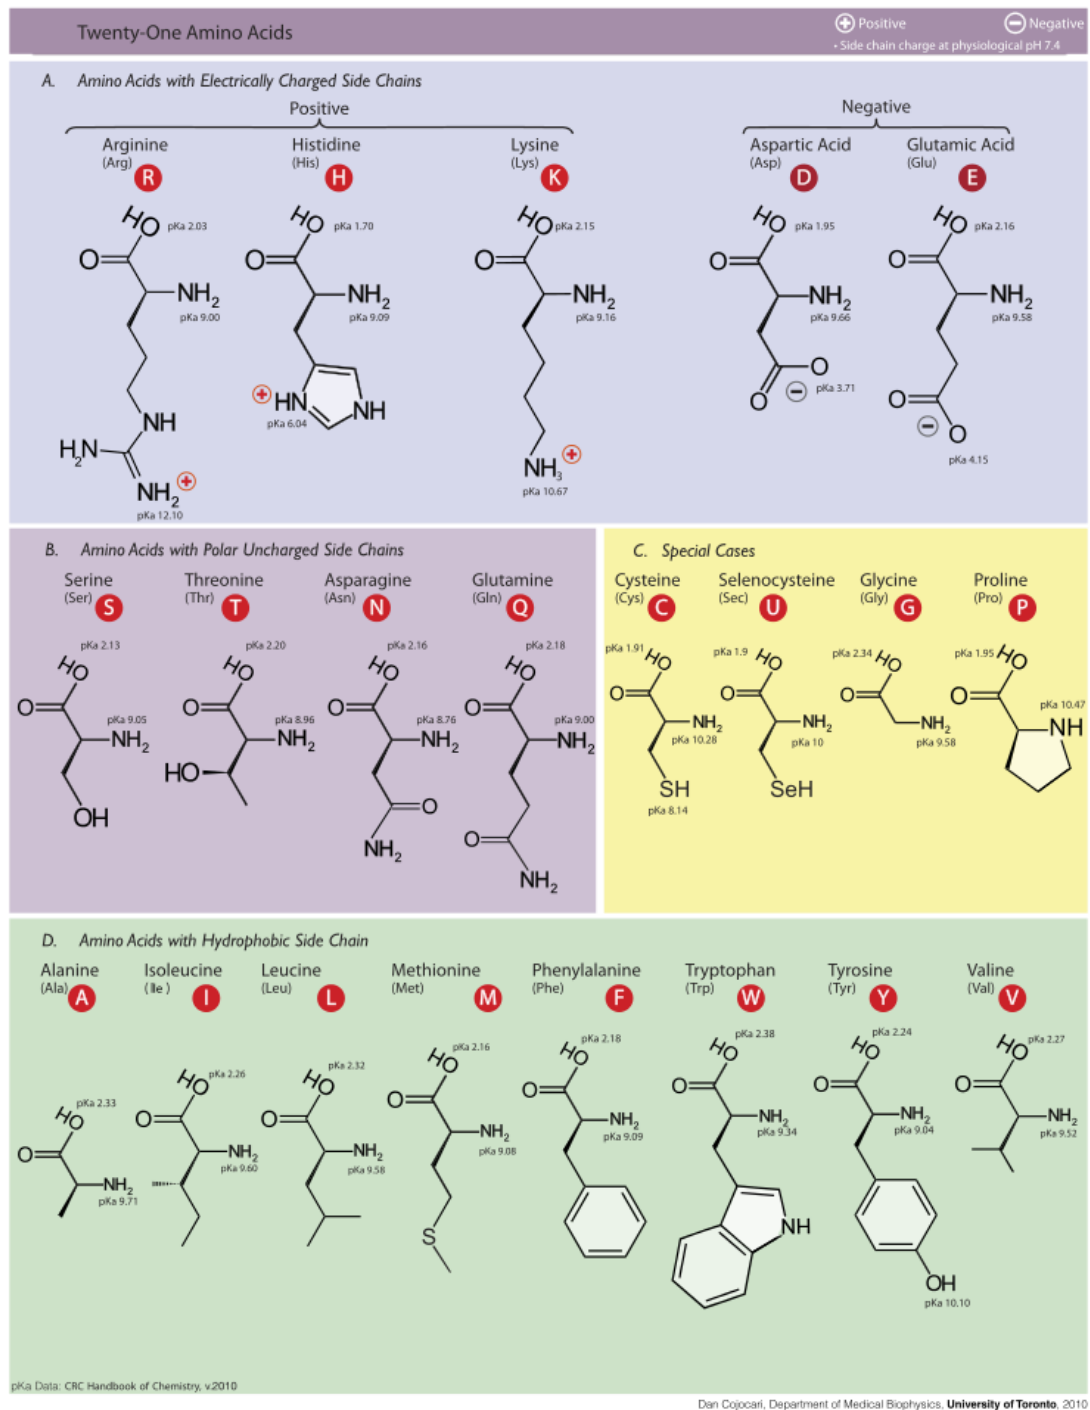 Twenty-One Amino Acids
+ Positive
− Negative
• Side chain charge at physiological pH 7.4
A. Amino Acids with Electrically Charged Side Chains
Positive
Negative
Arginine
(Arg)
R
Histidine
(His)
H
Lysine
(Lys)
K
Aspartic Acid
(Asp)
D
Glutamic Acid
(Glu)
E
HO pKa 2.03
O
NH2
pKa 9.00
NH
H2N
NH2 +
pKa 12.10
HO pKa 1.70
O
NH2
pKa 9.09
+ HN
NH
pKa 6.04
HO pKa 2.15
O
NH2
pKa 9.16
NH3 +
pKa 10.67
HO pKa 1.95
O
NH2
pKa 9.66
O
O − pKa 3.71
HO pKa 2.16
O
NH2
pKa 9.58
O
− O
pKa 4.15
B. Amino Acids with Polar Uncharged Side Chains
Serine
(Ser)
S
Threonine
(Thr)
T
Asparagine
(Asn)
N
Glutamine
(Gln)
Q
pKa 2.13
HO
O
pKa 9.05
NH2
OH
pKa 2.20
HO
O
pKa 8.96
NH2
HO
pKa 2.16
HO
O
pKa 8.76
NH2
O
NH2
pKa 2.18
HO
O
pKa 9.00
NH2
O
NH2
C. Special Cases
Cysteine
(Cys)
C
Selenocysteine
(Sec)
U
Glycine
(Gly)
G
Proline
(Pro)
P
pKa 1.91 HO
O
NH2
pKa 10.28
SH
pKa 8.14
pKa 1.9 HO
O
NH2
pKa 10
SeH
pKa 2.34 HO
O
NH2
pKa 9.58
pKa 1.95 HO
O
pKa 10.47
NH
D. Amino Acids with Hydrophobic Side Chain
Alanine
(Ala)
A
Isoleucine
(Ile )
I
Leucine
(Leu)
L
Methionine
(Met)
M
Phenylalanine
(Phe)
F
Tryptophan
(Trp)
W
Tyrosine
(Tyr)
Y
Valine
(Val)
V
pKa 2.33
HO
O
NH2
pKa 9.71
pKa 2.26
HO
O
NH2
pKa 9.60
pKa 2.32
HO
O
NH2
pKa 9.58
pKa 2.16
HO
O
NH2
pKa 9.08
S
pKa 2.18
HO
O
NH2
pKa 9.09
pKa 2.38
HO
O
NH2
pKa 9.34
NH
pKa 2.24
HO
O
NH2
pKa 9.04
OH
pKa 10.10
pKa 2.27
HO
O
NH2
pKa 9.52
pKa Data: CRC Handbook of Chemistry, v.2010
Dan Cojocari, Department of Medical Biophysics, University of Toronto, 2010